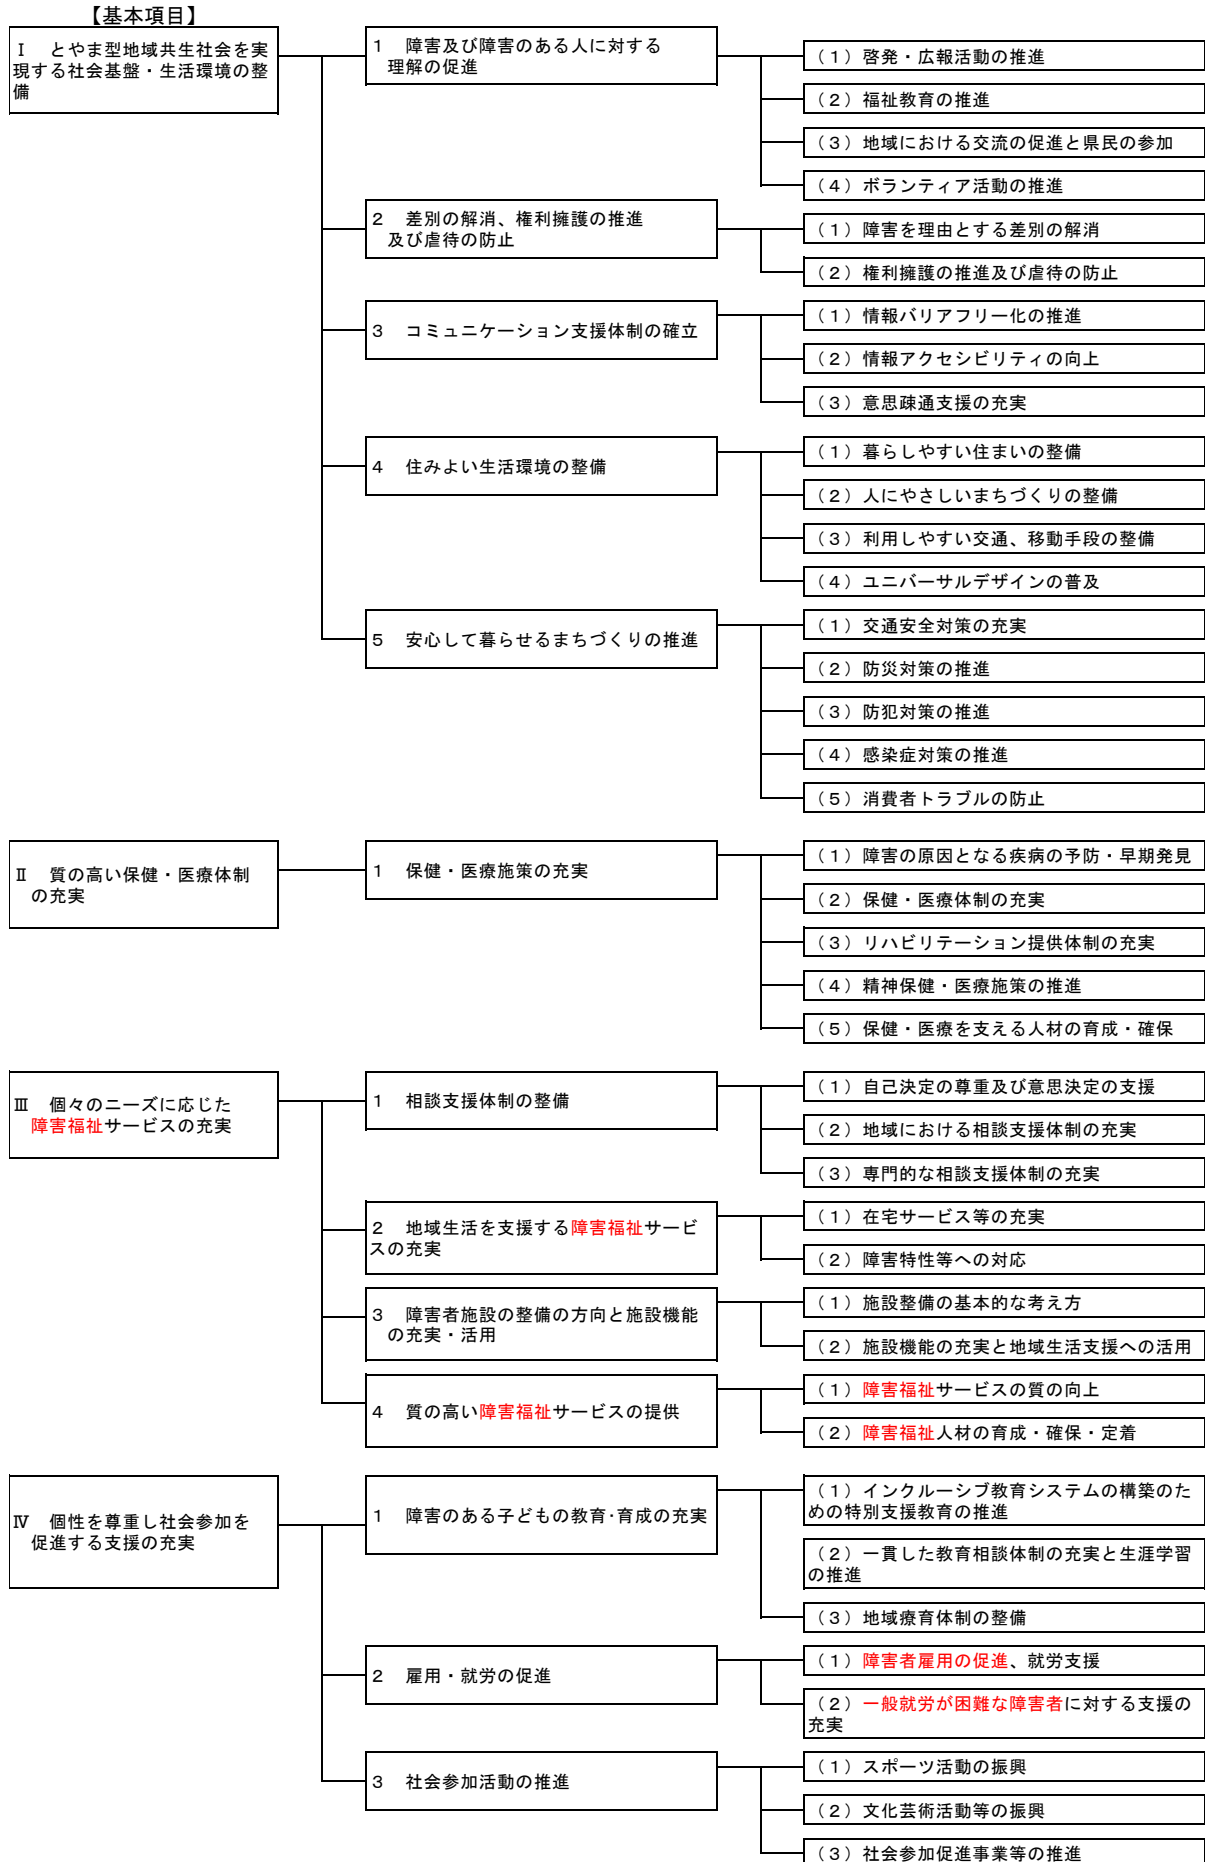 【基本項目】
Ⅰ　とやま型地域共生社会を実
現する社会基盤・生活環境の整
備
1　障害及び障害のある人に対する
理解の促進
（１）啓発・広報活動の推進
（２）福祉教育の推進
（３）地域における交流の促進と県民の参加
（４）ボランティア活動の推進
2　差別の解消、権利擁護の推進
及び虐待の防止
（１）障害を理由とする差別の解消
（２）権利擁護の推進及び虐待の防止
3　コミュニケーション支援体制の確立
（１）情報バリアフリー化の推進
（２）情報アクセシビリティの向上
（３）意思疎通支援の充実
4　住みよい生活環境の整備
（１）暮らしやすい住まいの整備
（２）人にやさしいまちづくりの整備
（３）利用しやすい交通、移動手段の整備
（４）ユニバーサルデザインの普及
5　安心して暮らせるまちづくりの推進
（１）交通安全対策の充実
（２）防災対策の推進
（３）防犯対策の推進
（４）感染症対策の推進
（５）消費者トラブルの防止
Ⅱ　質の高い保健・医療体制
の充実
1　保健・医療施策の充実
（１）障害の原因となる疾病の予防・早期発見
（２）保健・医療体制の充実
（３）リハビリテーション提供体制の充実
（４）精神保健・医療施策の推進
（５）保健・医療を支える人材の育成・確保
Ⅲ　個々のニーズに応じた
障害福祉サービスの充実
1　相談支援体制の整備
（１）自己決定の尊重及び意思決定の支援
（２）地域における相談支援体制の充実
（３）専門的な相談支援体制の充実
2　地域生活を支援する障害福祉サービ
スの充実
（１）在宅サービス等の充実
（２）障害特性等への対応
3　障害者施設の整備の方向と施設機能
の充実・活用
（１）施設整備の基本的な考え方
（２）施設機能の充実と地域生活支援への活用
4　質の高い障害福祉サービスの提供
（１）障害福祉サービスの質の向上
（２）障害福祉人材の育成・確保・定着
Ⅳ　個性を尊重し社会参加を
促進する支援の充実
1　障害のある子どもの教育･育成の充実
（１）インクルーシブ教育システムの構築のた
めの特別支援教育の推進
（２）一貫した教育相談体制の充実と生涯学習
の推進
（３）地域療育体制の整備
2　雇用・就労の促進
（１）障害者雇用の促進、就労支援
（２）一般就労が困難な障害者に対する支援の
充実
3　社会参加活動の推進
（１）スポーツ活動の振興
（２）文化芸術活動等の振興
（３）社会参加促進事業等の推進